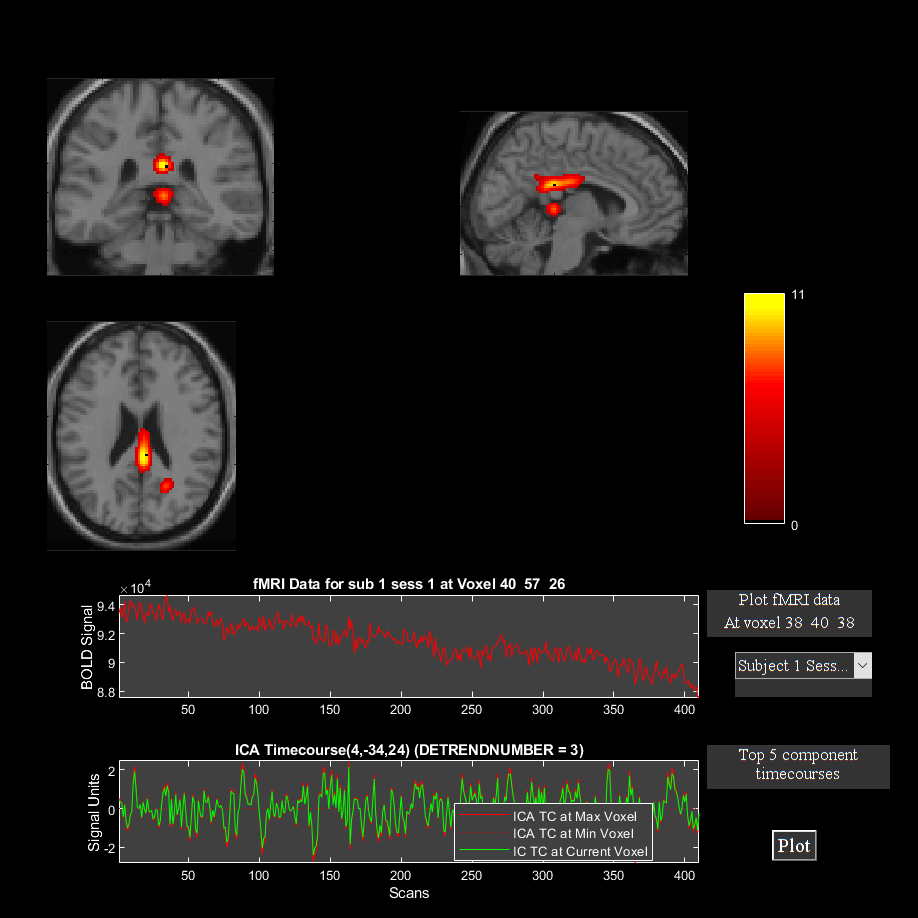 11
0
fMRI Data for sub 1 sess 1 at Voxel 40 57 26
× 10^4
BOLD Signal
9.4
9.2
9
8.8
50 100 150 200 250 300 350 400
Plot fMRI data
At voxel 38 40 38
Subject 1 Sess...
ICA Timecourse(4,-34,24) (DETRENDNUMBER = 3)
Signal Units
2
0
-2
ICA TC at Max Voxel
ICA TC at Min Voxel
IC TC at Current Voxel
50 100 150 200 250 300 350 400
Scans
Top 5 component
timecourses
Plot